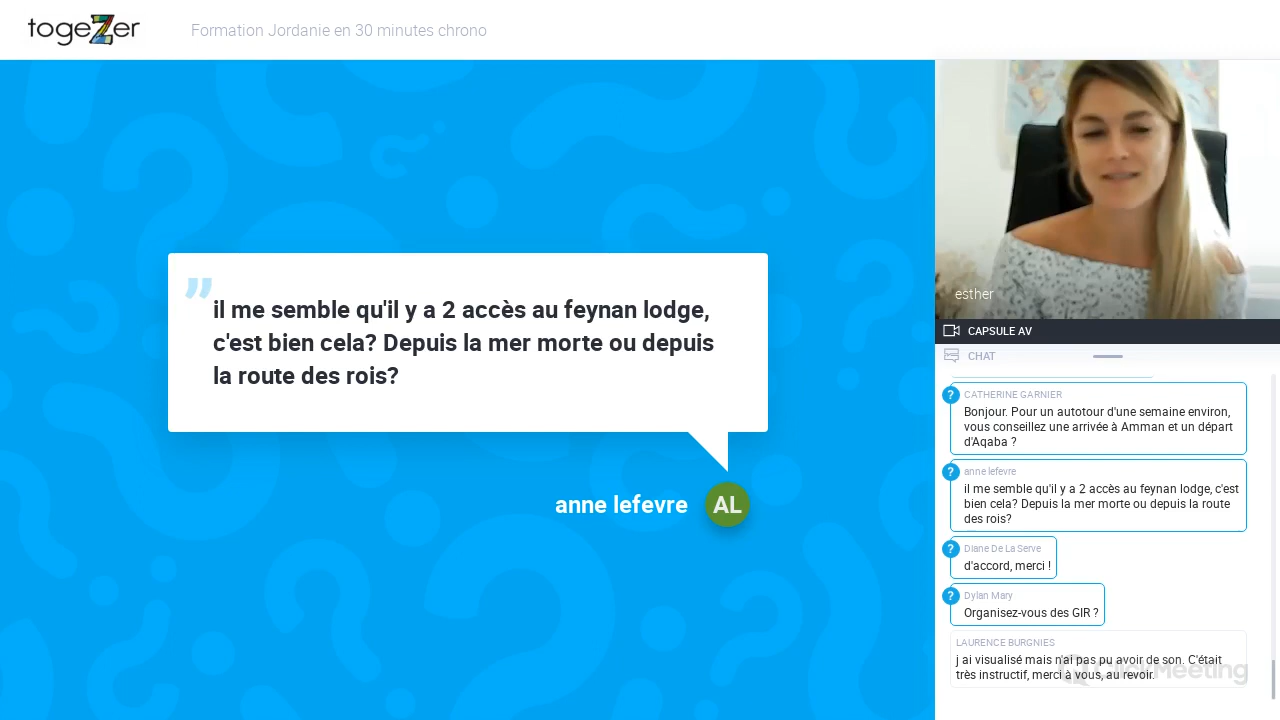 togeZer
Formation Jordanie en 30 minutes chrono
il me semble qu'il y a 2 accès au feynan lodge,
c'est bien cela? Depuis la mer morte ou depuis
la route des rois?
anne lefevre
AL
esther
CAPSULE AV
CHAT
?
CATHERINE GARNIER
Bonjour. Pour un autotour d'une semaine environ,
vous conseillez une arrivée à Amman et un départ
d'Aqaba ?
?
anne lefevre
il me semble qu'il y a 2 accès au feynan lodge, c'est
bien cela? Depuis la mer morte ou depuis la route
des rois?
?
Diane De La Serve
d'accord, merci !
?
Dylan Mary
Organisez-vous des GIR ?
LAURENCE BURGNIES
j ai visualisé mais n'ai pas pu avoir de son. C'était
très instructif, merci à vous, au revoir.
ClickMeeting